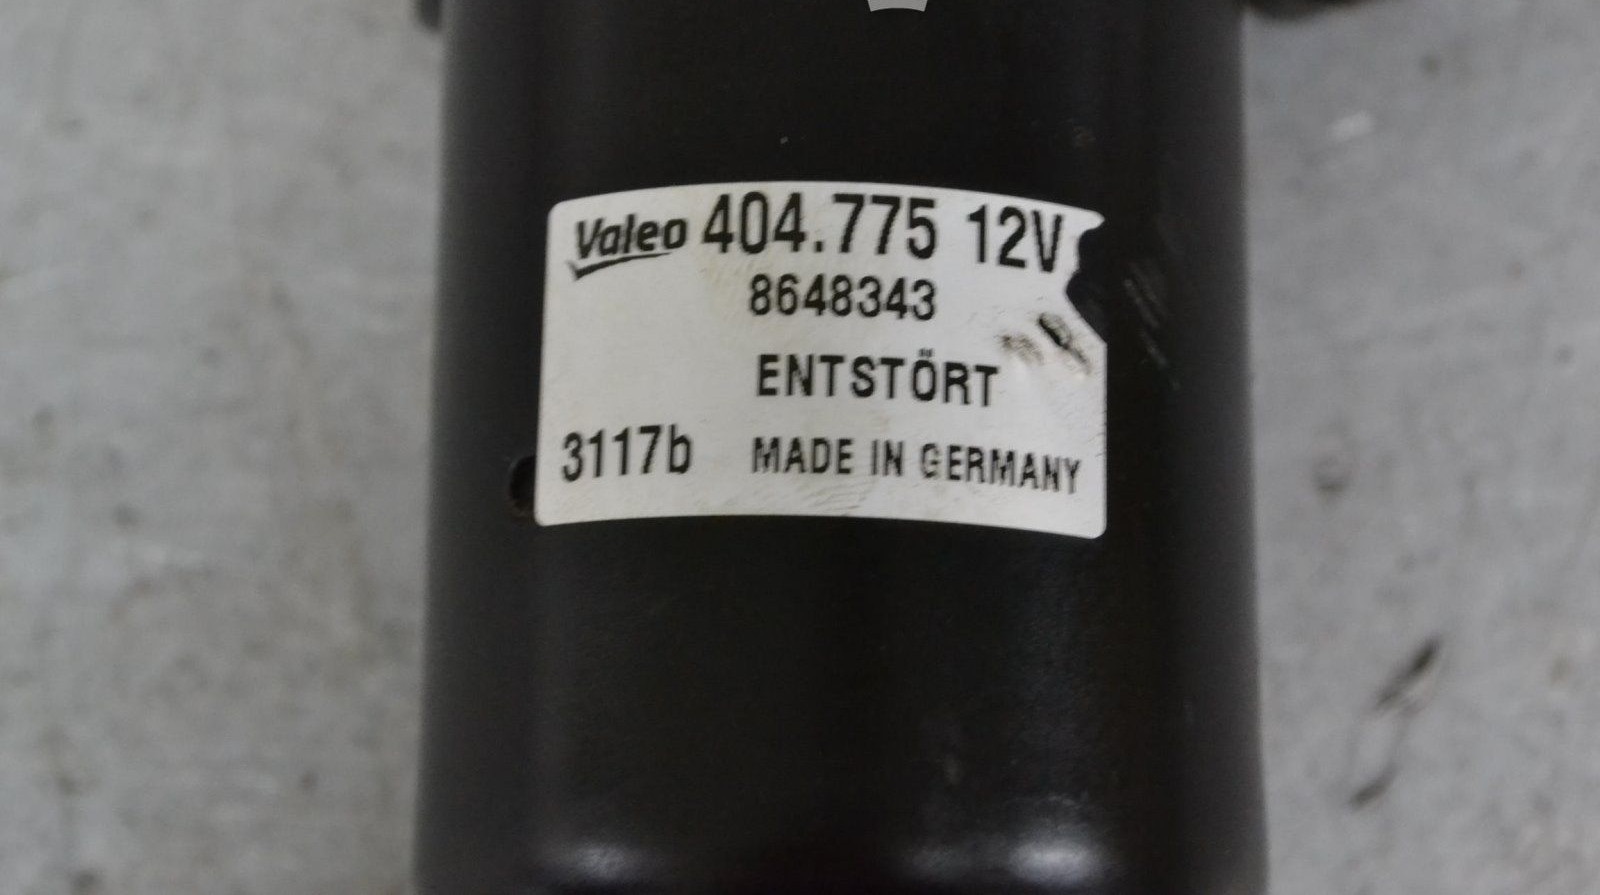 Valeo 404.775 12V
8648343
ENTSTÖRT
3117b MADE IN GERMANY